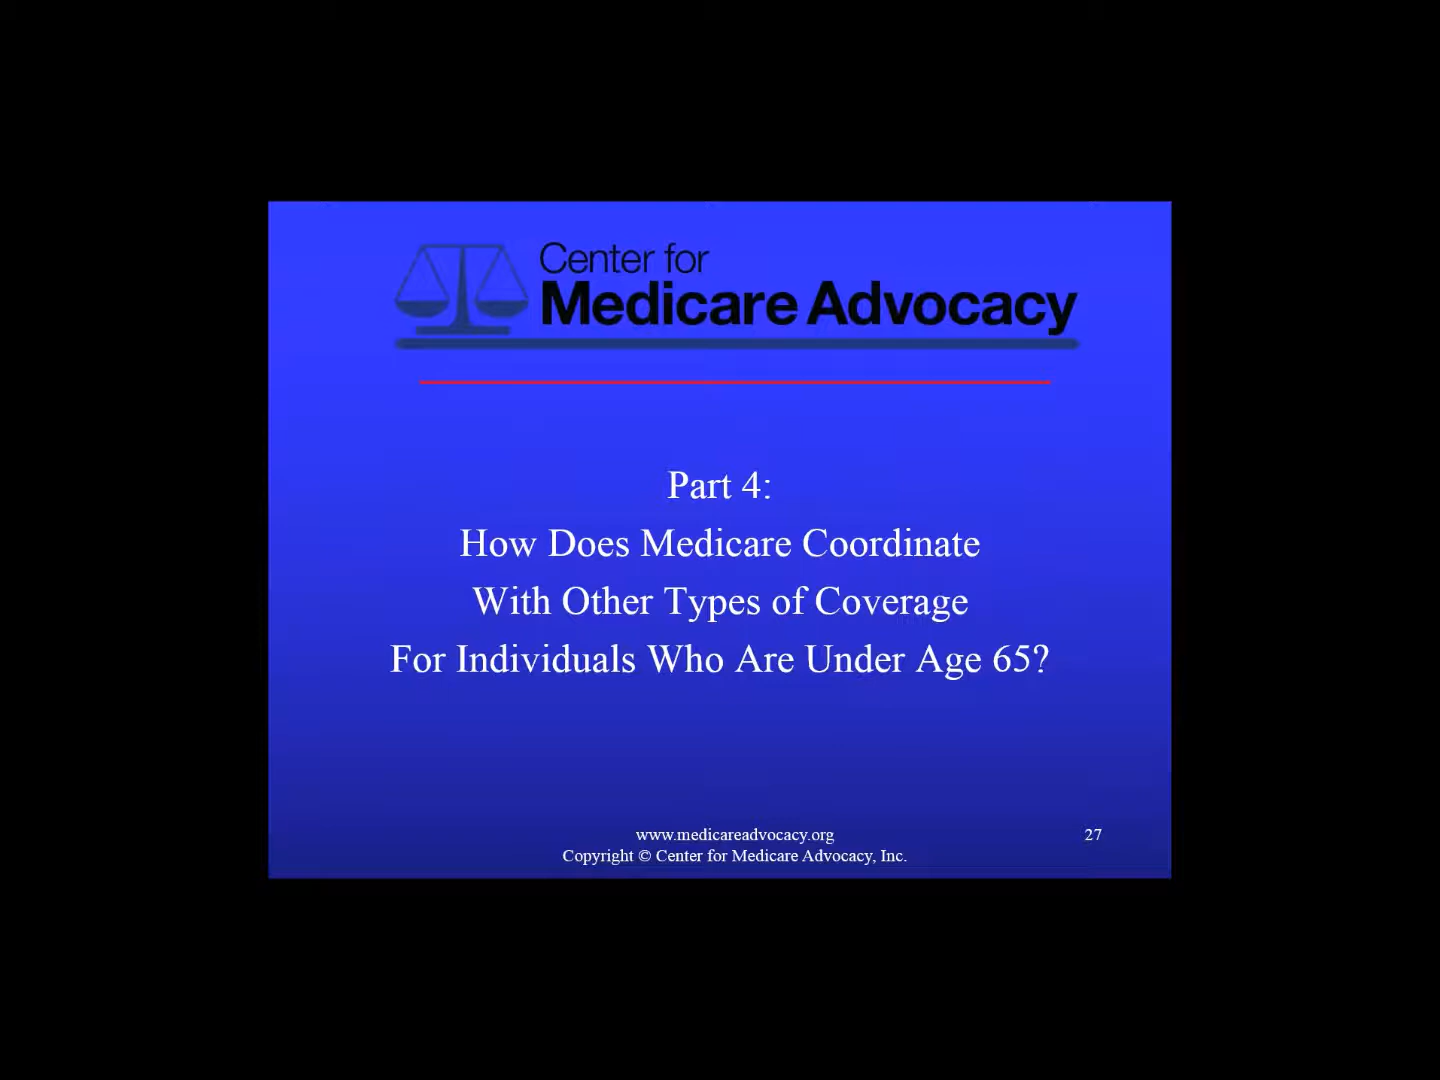 Center for
Medicare Advocacy
Part 4:
How Does Medicare Coordinate
With Other Types of Coverage
For Individuals Who Are Under Age 65?
www.medicareadvocacy.org
Copyright © Center for Medicare Advocacy, Inc.
27